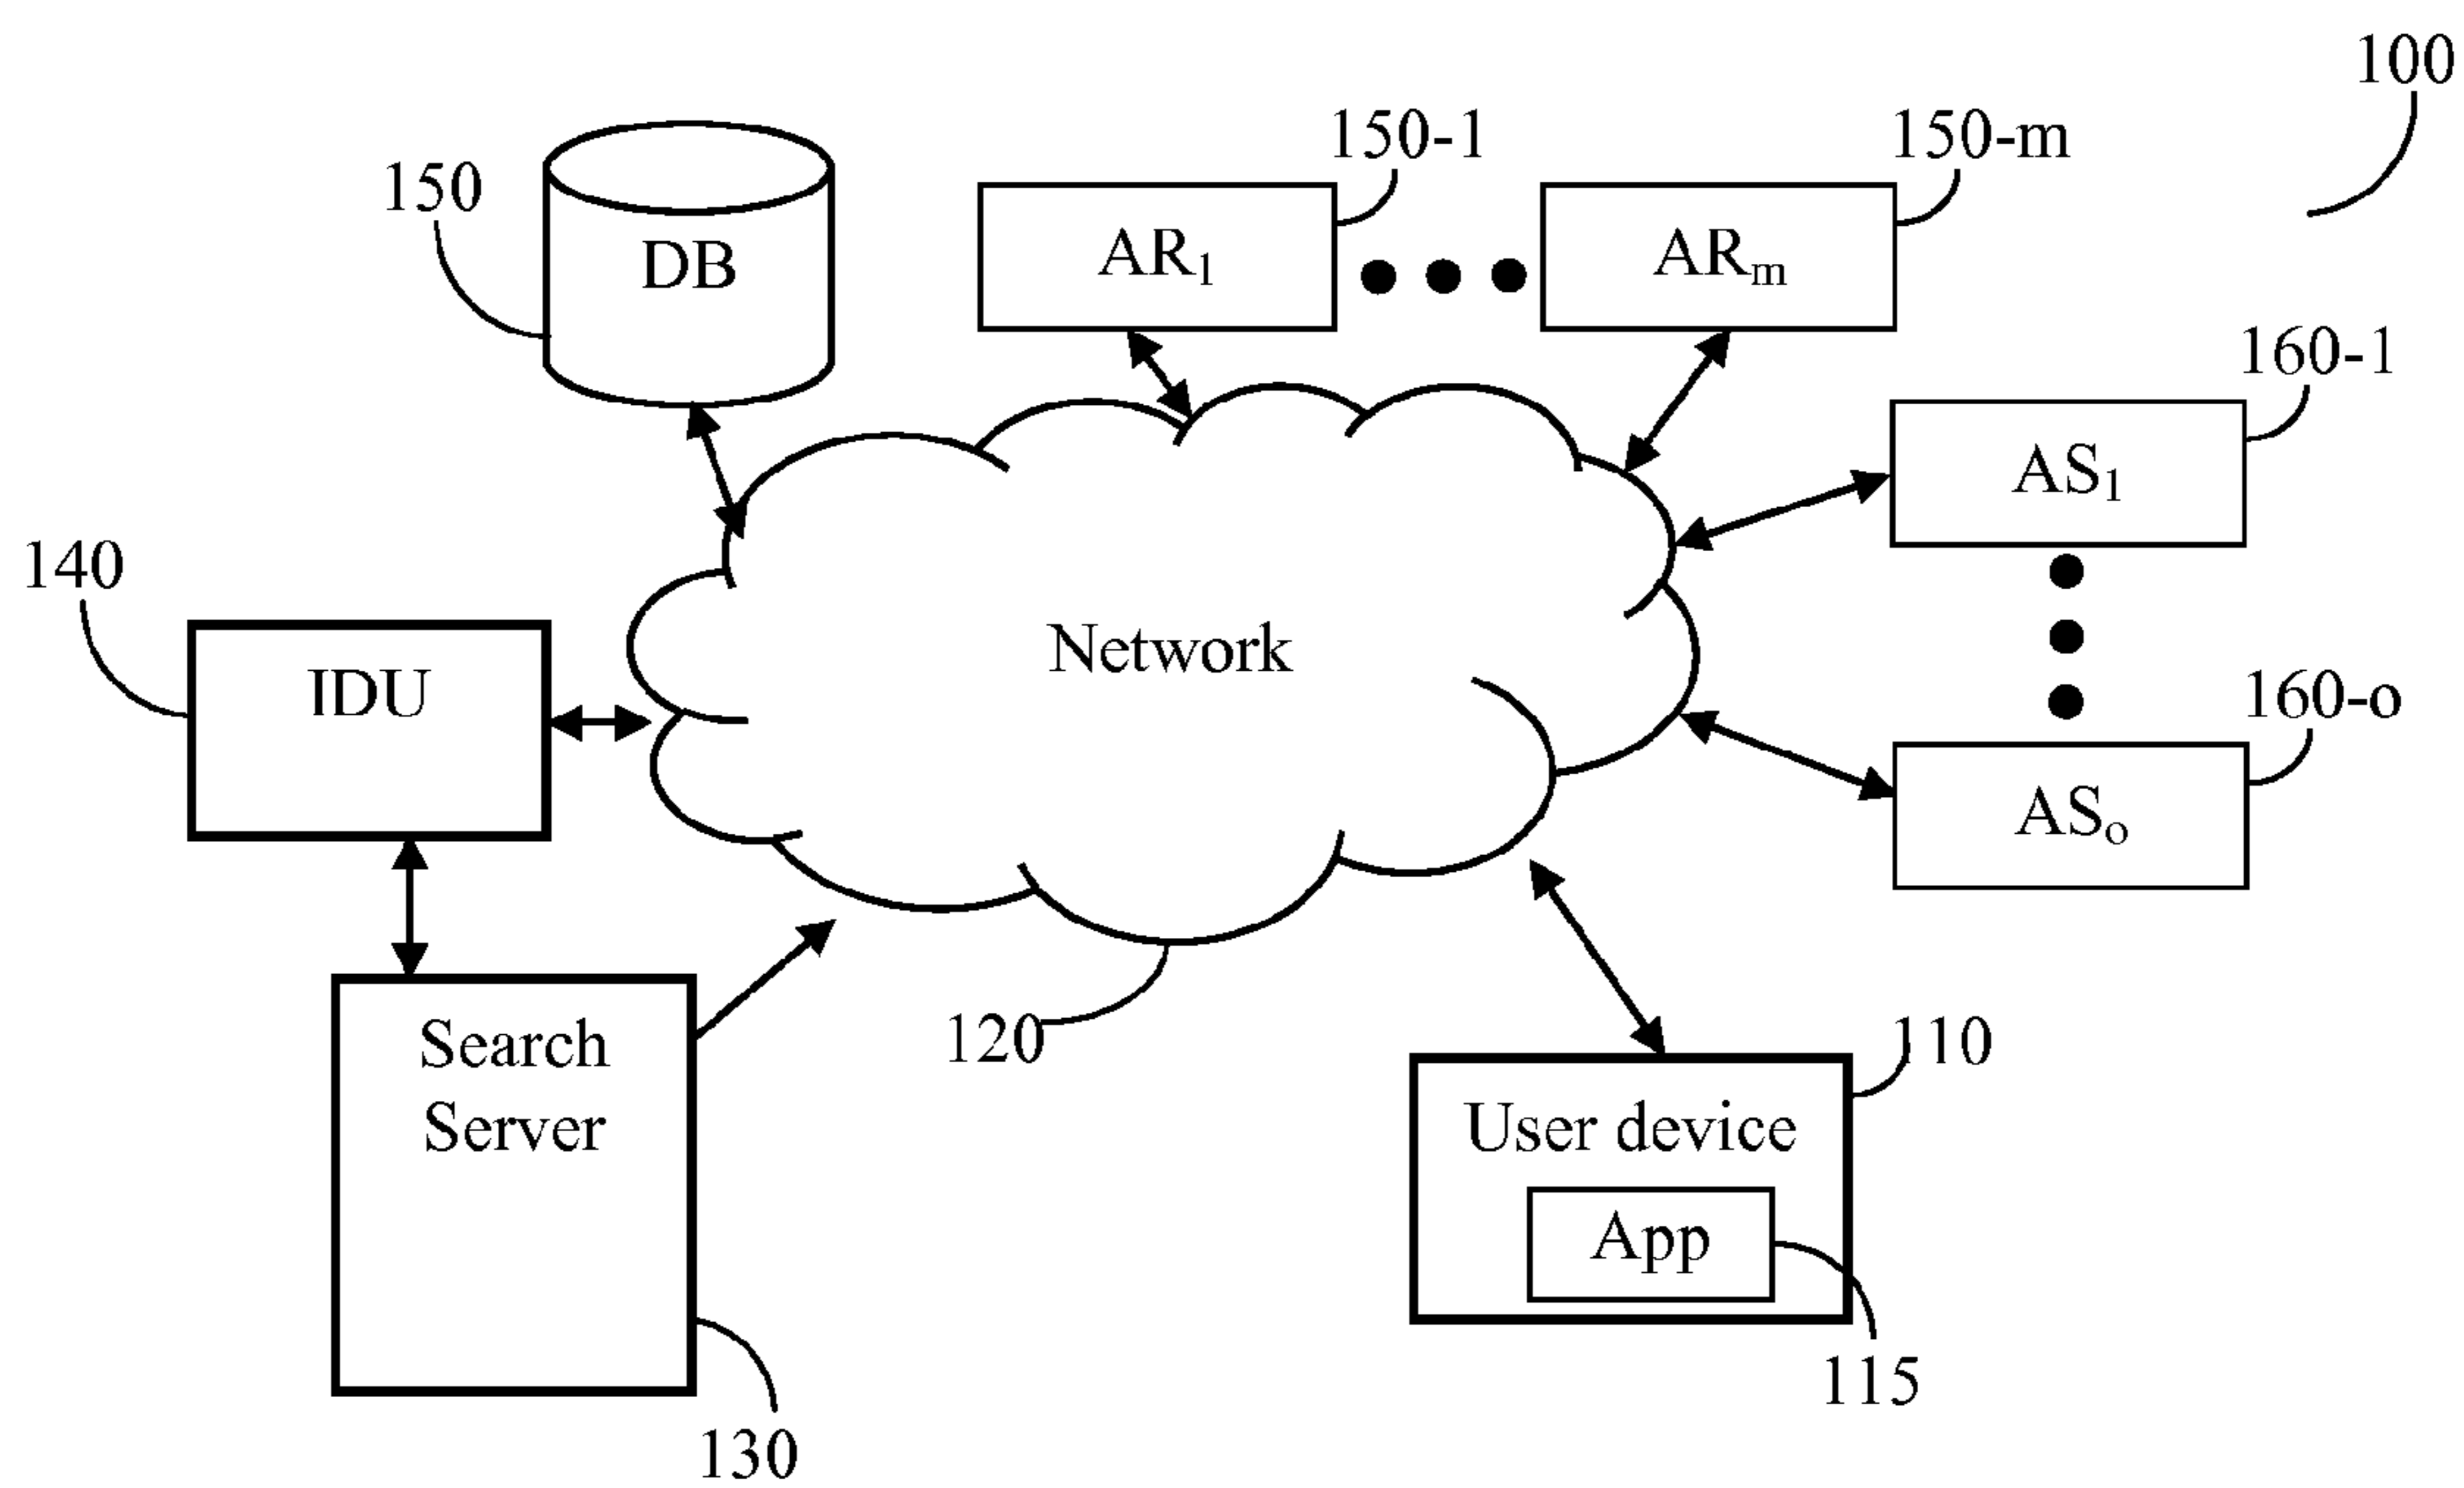 100
150-1
150-m
150
DB
AR1
ARm
160-1
AS1
140
Network
IDU
160-o
ASo
120
110
Search
Server
User device
App
115
130